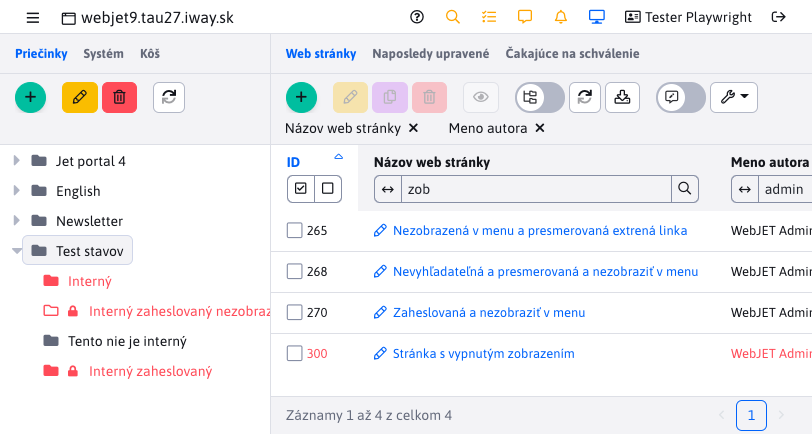 webjet9.tau27.iway.sk
Tester Playwright
Priečinky Systém Kôš
Web stránky Naposledy upravené Čakajúce na schválenie
Názov web stránky ✕ Meno autora ✕
Jet portal 4
English
Newsletter
Test stavov
Interný
Interný zaheslovaný nezobraz
Tento nie je interný
Interný zaheslovaný
ID Názov web stránky Meno autora
zob admin
265 Nezobrazená v menu a presmerovaná extrená linka WebJET Admin
268 Nevyhľadateľná a presmerovaná a nezobraziť v menu WebJET Admin
270 Zaheslovaná a nezobraziť v menu WebJET Admin
300 Stránka s vypnutým zobrazením WebJET Admin
Záznamy 1 až 4 z celkom 4
1